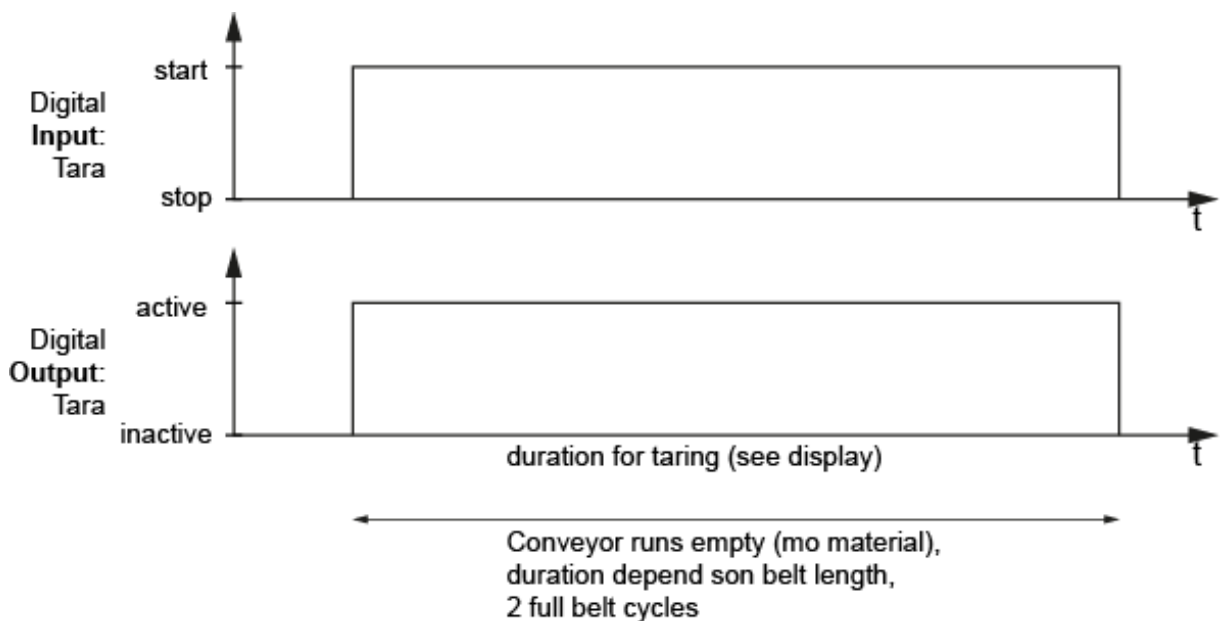 start
Digital
Input:
Tara
stop
t
active
Digital
Output:
Tara
inactive
t
duration for taring (see display)
Conveyor runs empty (mo material),
duration depend son belt length,
2 full belt cycles